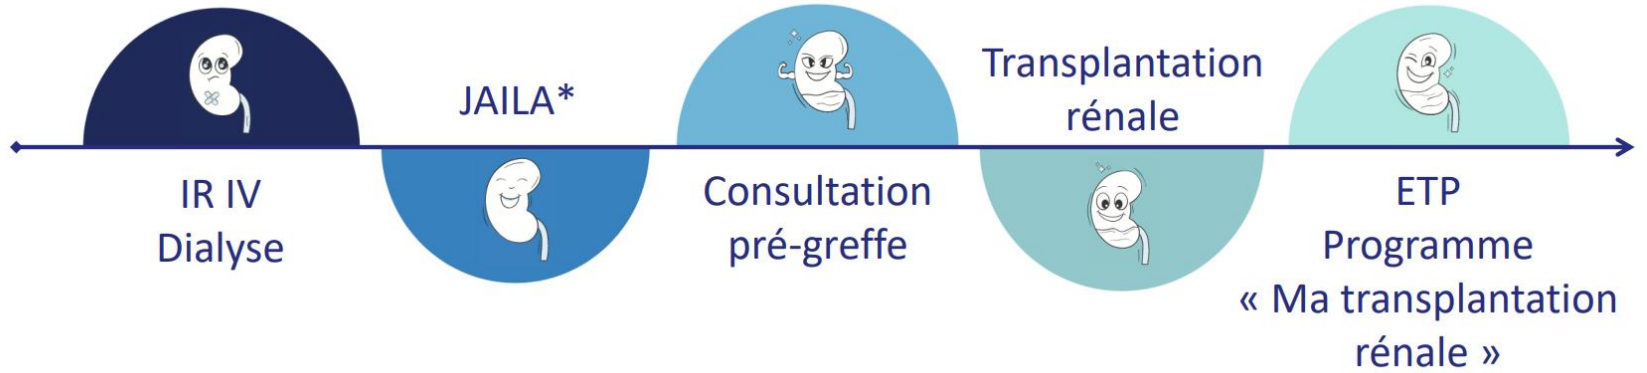 IR IV
Dialyse
JAILA*
Consultation
pré-greffe
Transplantation
rénale
ETP
Programme
« Ma transplantation
rénale »